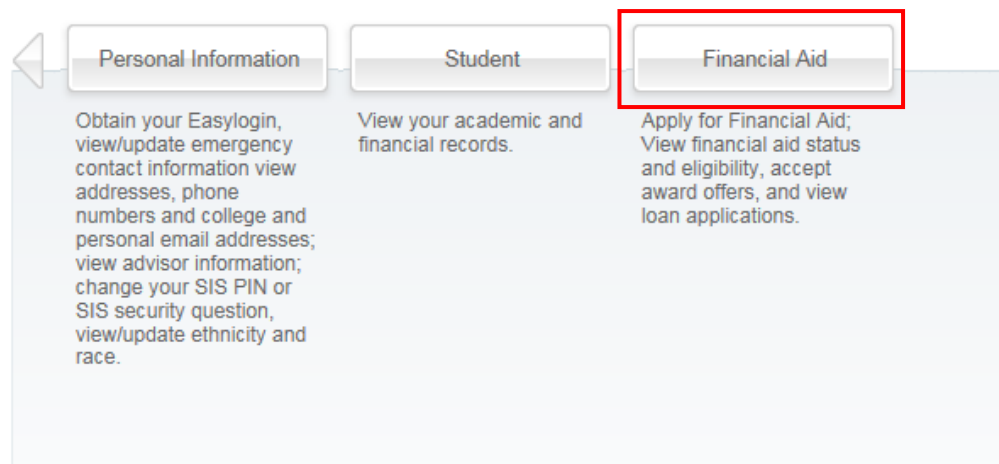 Personal Information
Student
Financial Aid
Obtain your Easylogin,
view/update emergency
contact information view
addresses, phone
numbers and college and
personal email addresses;
view advisor information;
change your SIS PIN or
SIS security question,
view/update ethnicity and
race.
View your academic and
financial records.
Apply for Financial Aid;
View financial aid status
and eligibility, accept
award offers, and view
loan applications.